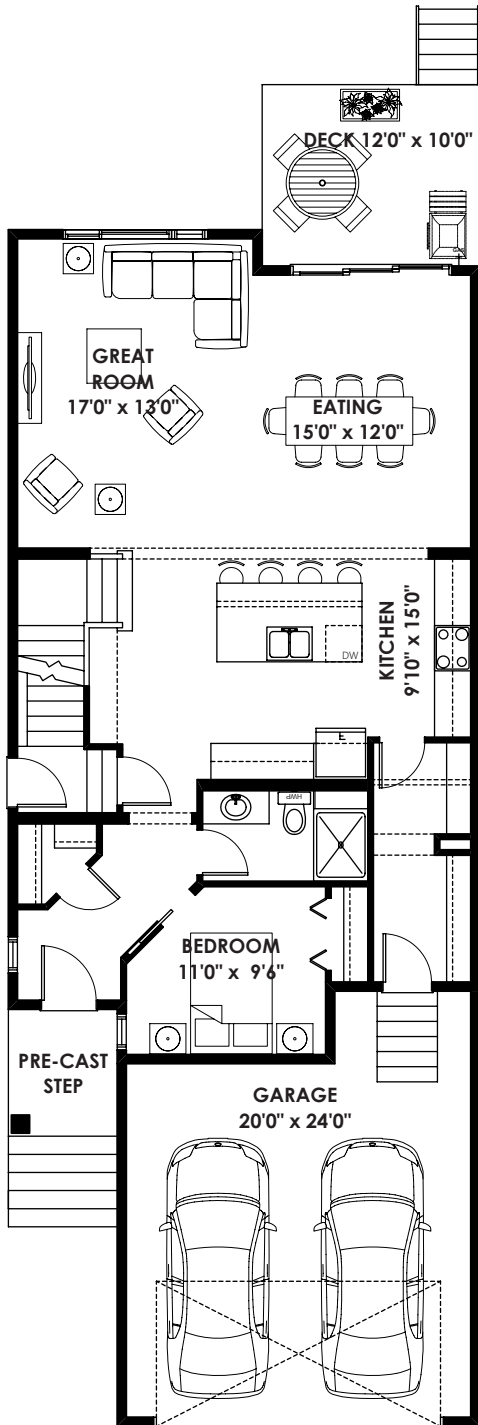 DECK 12'0" x 10'0"
GREAT
ROOM
17'0" x 13'0"
EATING
15'0" x 12'0"
KITCHEN
9'10" x 15'0"
DW
BEDROOM
11'0" x 9'6"
PRE-CAST
STEP
GARAGE
20'0" x 24'0"